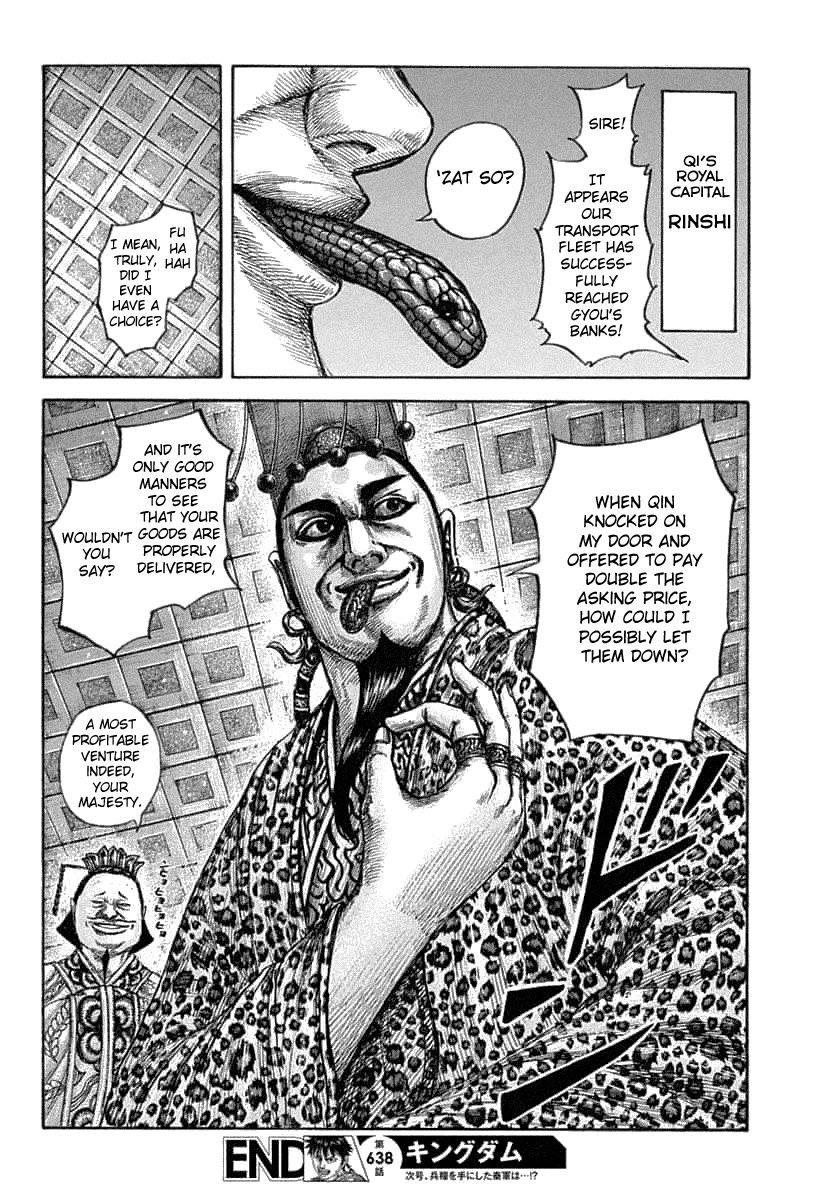 QI'S
ROYAL
CAPITAL
RINSHI
SIRE!
IT
APPEARS
OUR
TRANSPORT
FLEET HAS
SUCCESS-
FULLY
REACHED
GYOU'S
BANKS!
'ZAT SO?
FU
HA
HAH
I MEAN,
TRULY,
DID I
EVEN
HAVE A
CHOICE?
WHEN QIN
KNOCKED ON
MY DOOR AND
OFFERED TO PAY
DOUBLE THE
ASKING PRICE,
HOW COULD I
POSSIBLY LET
THEM DOWN?
AND IT'S
ONLY GOOD
MANNERS
TO SEE
THAT YOUR
GOODS ARE
PROPERLY
DELIVERED,
WOULDN'T
YOU
SAY?
A MOST
PROFITABLE
VENTURE
INDEED,
YOUR
MAJESTY.
ドド
END
第
638
話
キングダム
次号、兵糧を手にした秦軍は…!?